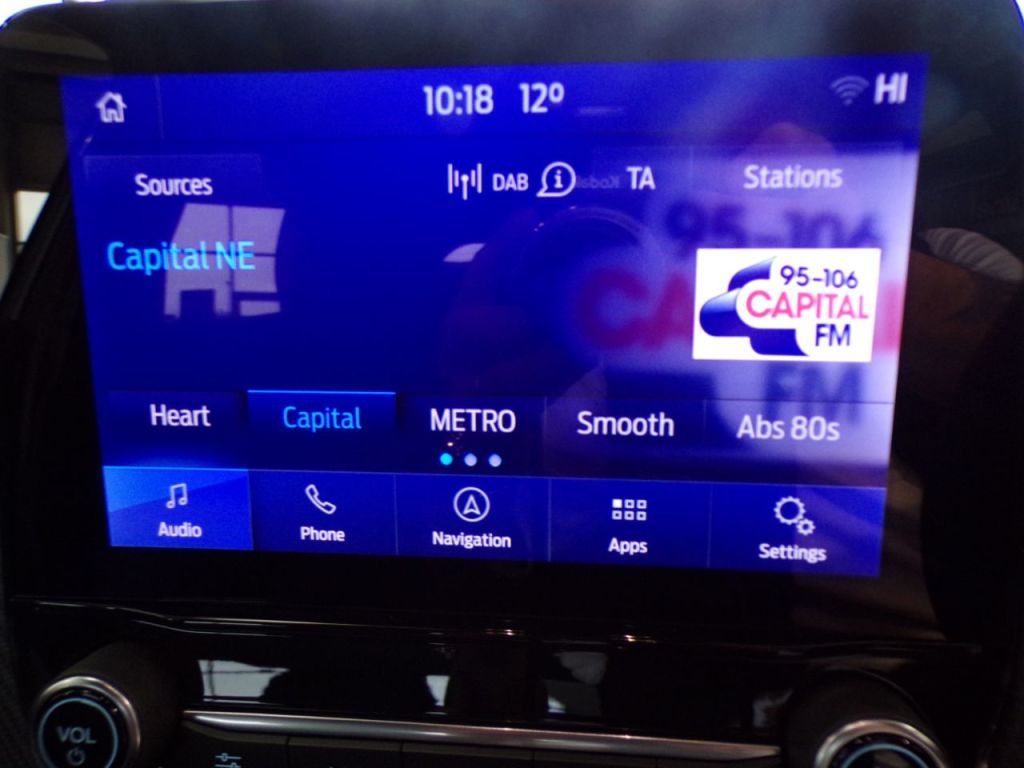 10:18 12º HI
Sources DAB i TA Stations
Capital NE
95-106
CAPITAL
FM
Heart Capital METRO Smooth Abs 80s
Audio Phone Navigation Apps Settings
VOL